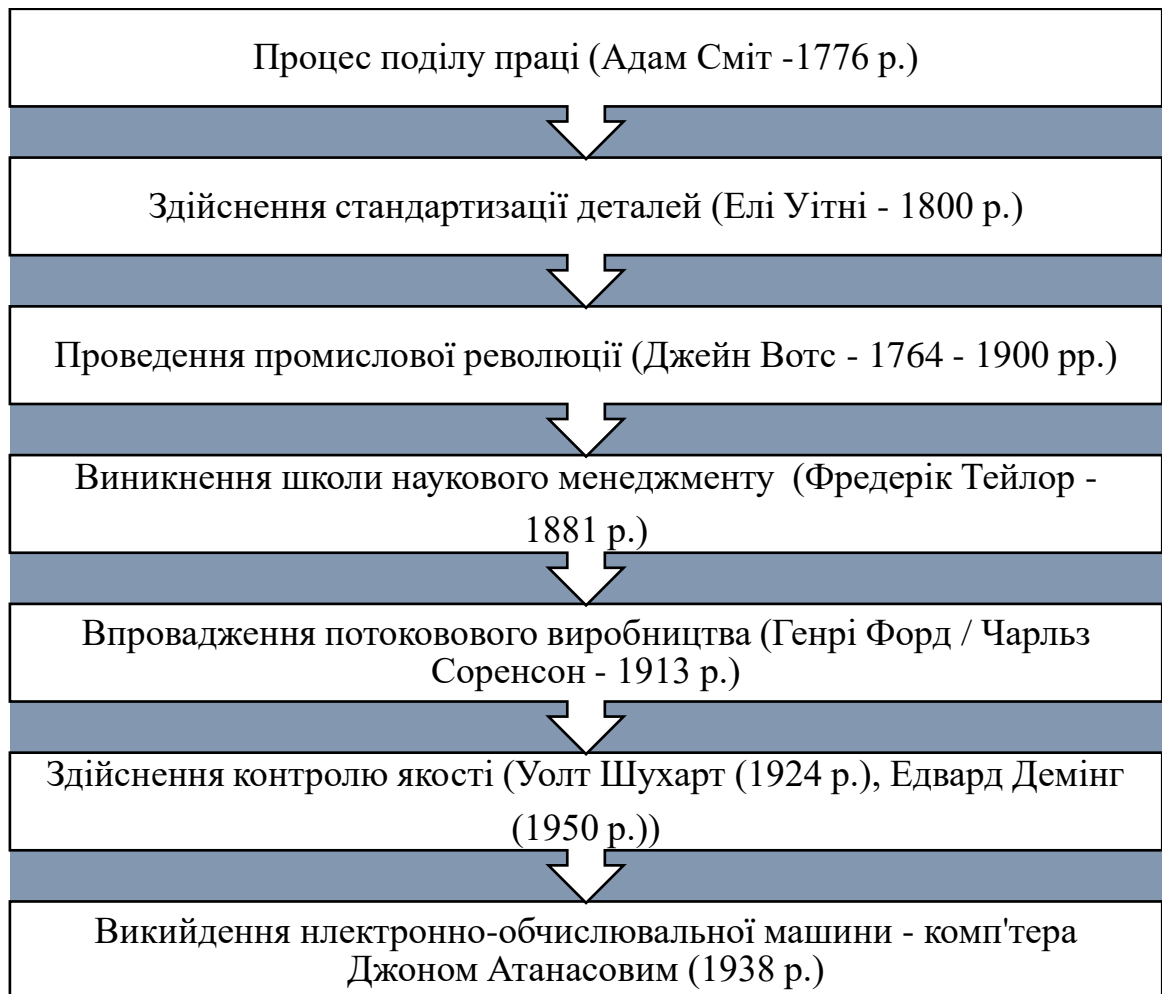 Процес поділу праці (Адам Сміт -1776 р.)
Здійснення стандартизації деталей (Елі Уітні - 1800 р.)
Проведення промислової революції (Джейн Вотс - 1764 - 1900 рр.)
Виникнення школи наукового менеджменту (Фредерік Тейлор -
1881 р.)
Впровадження потоковового виробництва (Генрі Форд / Чарльз
Соренсон - 1913 р.)
Здійснення контролю якості (Уолт Шухарт (1924 р.), Едвард Демінг
(1950 р.))
Викийдення нлектронно-обчислювальної машини - комп'тера
Джоном Атанасовим (1938 р.)